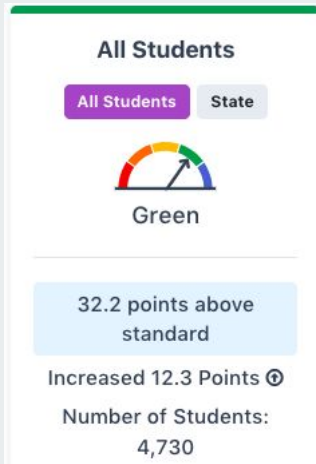 All Students
All Students State
Green
32.2 points above
standard
Increased 12.3 Points
Number of Students:
4,730